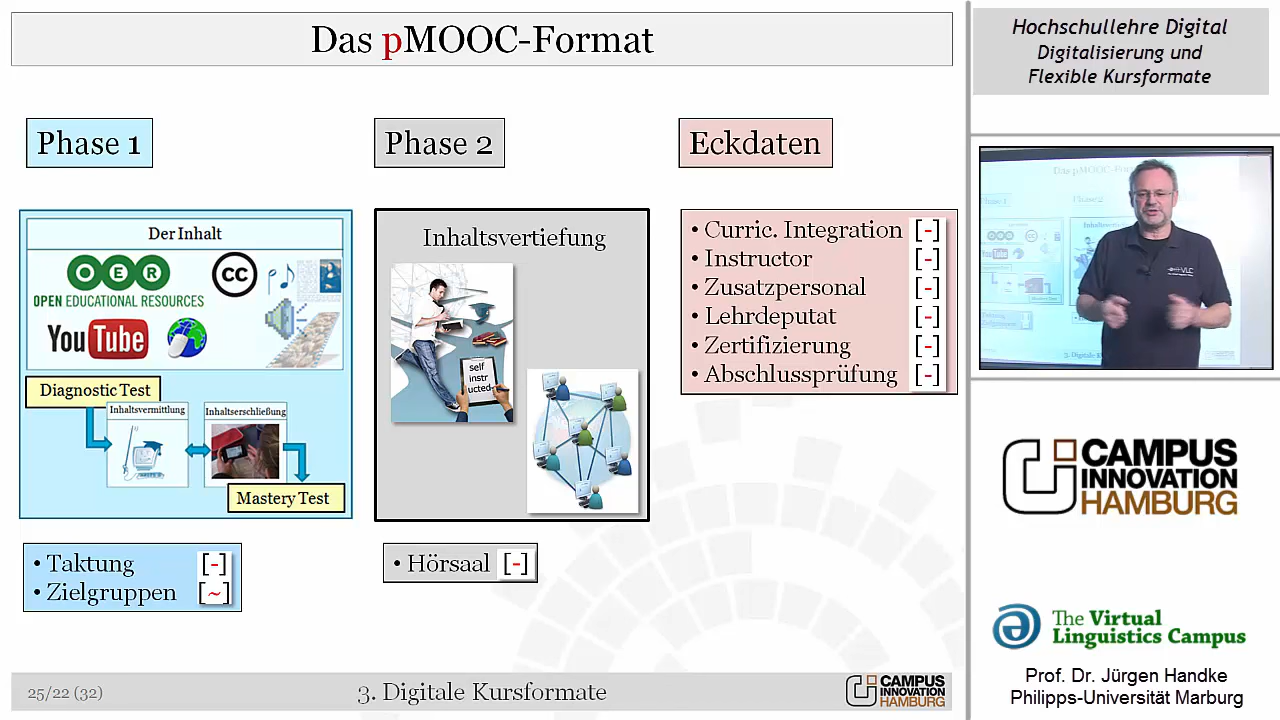 Das pMOOC-Format
Hochschullehre Digital
Digitalisierung und
Flexible Kursformate
Phase 1
Phase 2
Eckdaten
Der Inhalt
OER
OPEN EDUCATIONAL RESOURCES
cc
YouTube
Diagnostic Test
Inhaltsvermittlung
Inhaltserschließung
Mastery Test
• Taktung [-]
• Zielgruppen [~]
Inhaltsvertiefung
self
instr
ucted
• Hörsaal [-]
• Curric. Integration [-]
• Instructor [-]
• Zusatzpersonal [-]
• Lehrdeputat [-]
• Zertifizierung [-]
• Abschlussprüfung [-]
CAMPUS
INNOVATION
HAMBURG
The Virtual
Linguistics Campus
Prof. Dr. Jürgen Handke
Philipps-Universität Marburg
25/22 (32)
3. Digitale Kursformate
CAMPUS
INNOVATION
HAMBURG